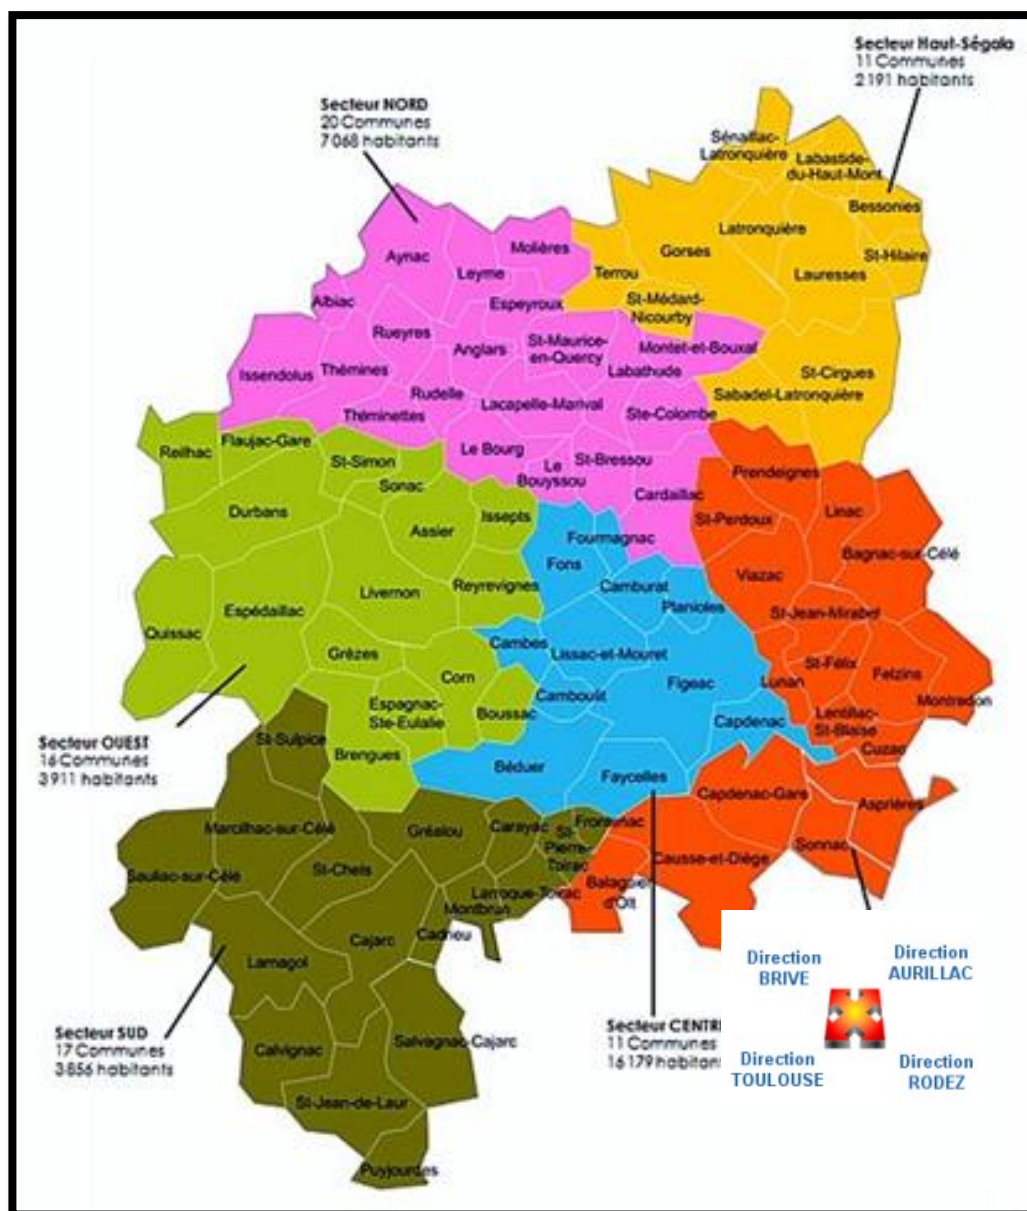 Secteur Haut-Ségala
11 Communes
2 191 habitants
Secteur NORD
20 Communes
7 068 habitants
Sénaillac-
Latronquière
Labastide-
du-Haut-Mont
Bessonies
Latronquière
St-Hilaire
Gorses
Lauresses
Terrou
St-Médard-
Nicourby
St-Cirgues
Sabadel-Latronquière
Molières
Aynac
Leyme
Espeyroux
Albiac
Rueyres
Anglars
St-Maurice-
en-Quercy
Montet-et-Bouxal
Labathude
Issendolus
Thémines
Rudelle
Lacapelle-Marival
Ste-Colombe
Théminettes
Le Bourg
Le
Bouyssou
St-Bressou
Cardaillac
Reilhac
Flaujac-Gare
St-Simon
Sonac
Durbans
Assier
Issepts
Reyrevignes
Livernon
Espédaillac
Quissac
Grèzes
Corn
Espagnac-
Ste-Eulalie
Boussac
Brengues
Fourmagnac
Fons
Camburat
Planioles
Cambes
Lissac-et-Mouret
Figeac
Camboulit
Capdenac
Béduer
Faycelles
Prendeignes
Linac
St-Perdoux
Bagnac-sur-Célé
Viazac
St-Jean-Mirabel
St-Félix
Felzins
Lunan
Montredon
Lentillac-
St-Blaise
Cuzac
Capdenac-Gare
Asprières
Sonnac
Causse-et-Diège
Balaguier
d'Olt
Secteur OUEST
16 Communes
3 911 habitants
St-Sulpice
Marcilhac-sur-Célé
Gréalou
Carayac
Frontenac
St-
Pierre-
Toirac
Sauliac-sur-Célé
St-Chels
Larroque-Toirac
Montbrun
Cadrieu
Cajarc
Larnagol
Calvignac
Salvagnac-Cajarc
St-Jean-de-Laur
Puyjourdes
Secteur SUD
17 Communes
3 856 habitants
Secteur CENTRE
11 Communes
16 179 habitants
Direction
BRIVE
Direction
AURILLAC
Direction
TOULOUSE
Direction
RODEZ